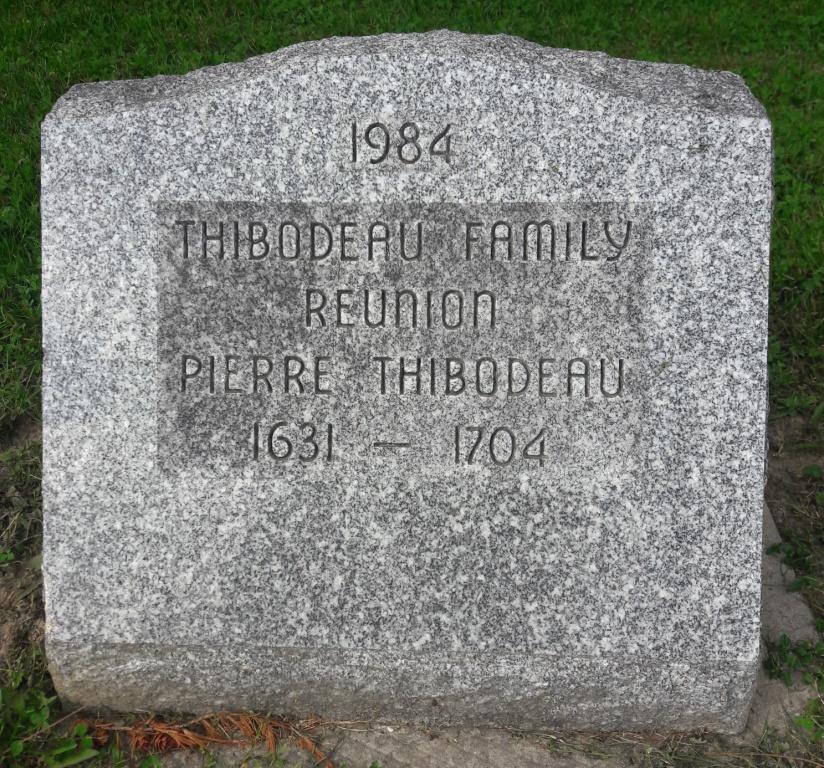 1984
THIBODEAU FAMILY
REUNION
PIERRE THIBODEAU
1631 — 1704